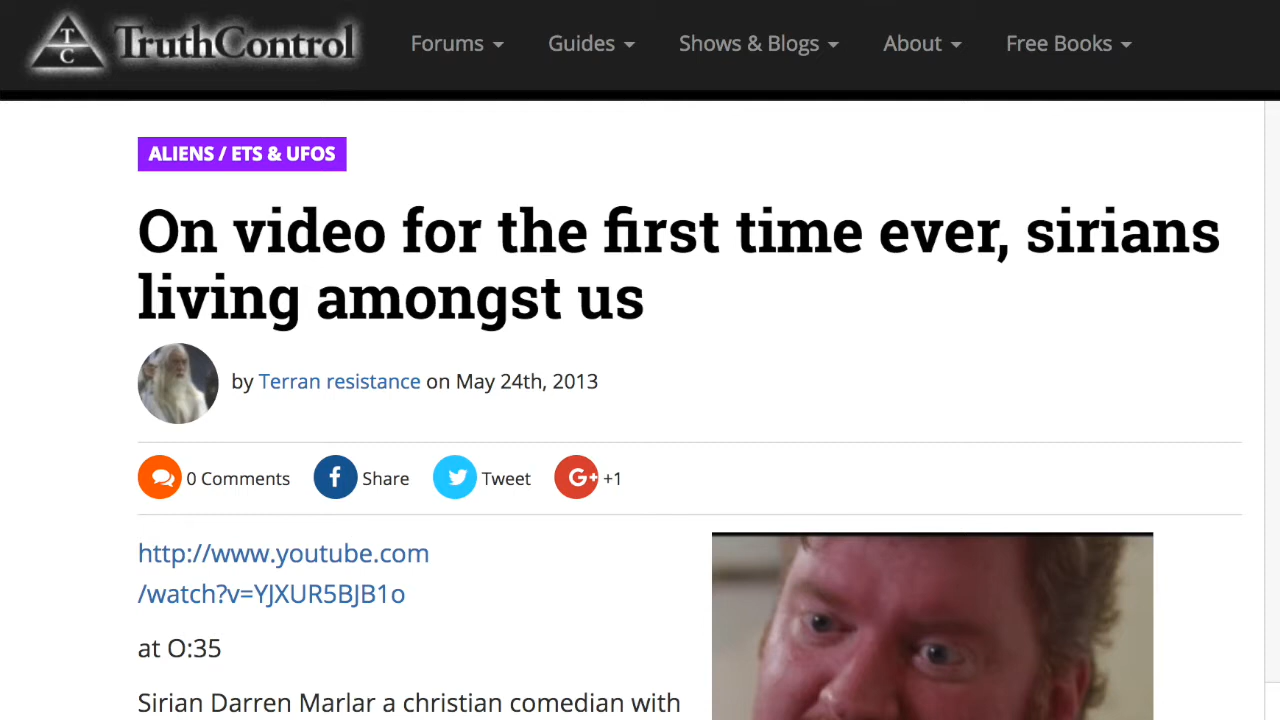 TC TruthControl Forums Guides Shows & Blogs About Free Books
ALIENS / ETS & UFOS
On video for the first time ever, sirians
living amongst us
by Terran resistance on May 24th, 2013
0 Comments Share Tweet G+ +1
http://www.youtube.com
/watch?v=YJXUR5BJB1o
at O:35
Sirian Darren Marlar a christian comedian with